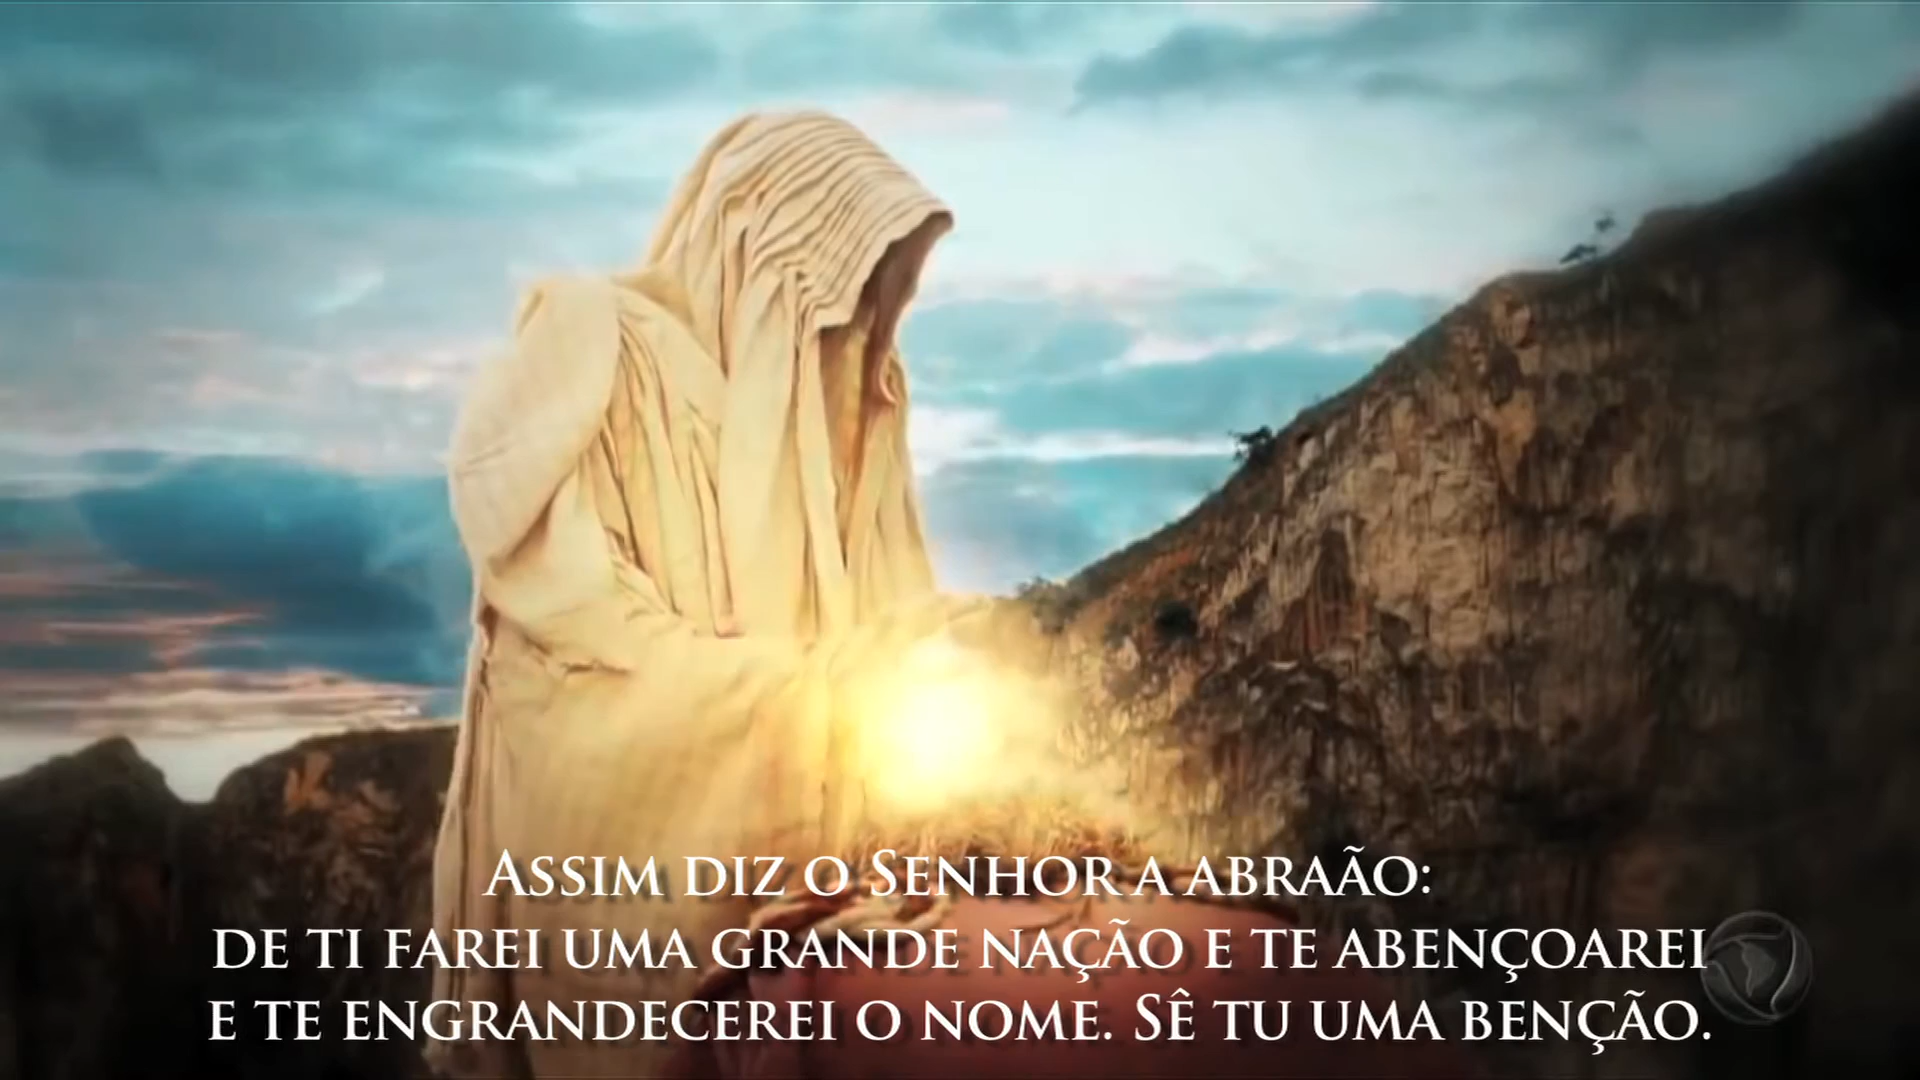 Assim diz o Senhor a abraão:
de ti farei uma grande nação e te abençoarei
e te engrandecerei o nome. Sê tu uma benção.